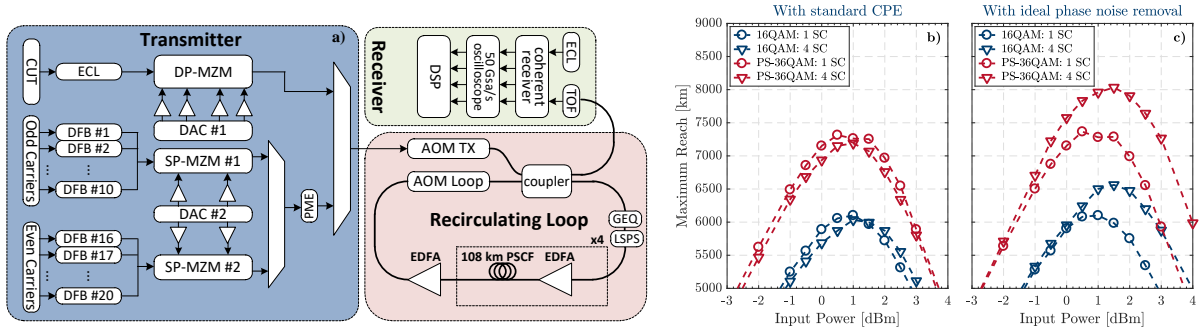 Transmitter
a)
CUT
ECL
DP-MZM
DAC #1
Odd Carriers
DFB #1
DFB #2
...
DFB #10
SP-MZM #1
DAC #2
Even Carriers
DFB #16
DFB #17
...
DFB #20
SP-MZM #2
PME
Receiver
DSP
50 Gsa/s
oscilloscope
coherent
receiver
ECL
TOF
AOM TX
AOM Loop
coupler
Recirculating Loop
GEQ
LSPS
x4
EDFA
108 km PSCF
EDFA
With standard CPE
b)
16QAM: 1 SC
16QAM: 4 SC
PS-36QAM: 1 SC
PS-36QAM: 4 SC
Maximum Reach [km]
9000
8500
8000
7500
7000
6500
6000
5500
5000
-3 -2 -1 0 1 2 3 4
Input Power [dBm]
With ideal phase noise removal
c)
16QAM: 1 SC
16QAM: 4 SC
PS-36QAM: 1 SC
PS-36QAM: 4 SC
-3 -2 -1 0 1 2 3 4
Input Power [dBm]